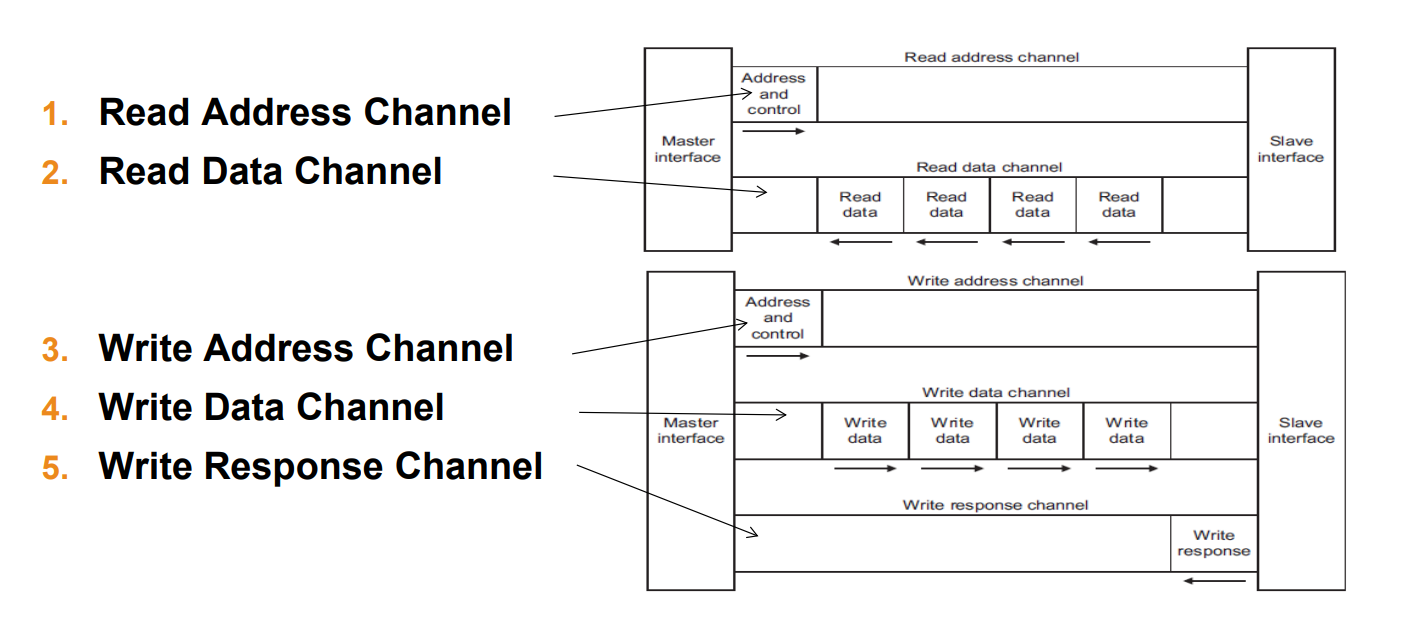 1. Read Address Channel
2. Read Data Channel
3. Write Address Channel
4. Write Data Channel
5. Write Response Channel
Read address channel
Address
and
control
Master
interface
Slave
interface
Read data channel
Read
data
Read
data
Read
data
Read
data
Write address channel
Address
and
control
Master
interface
Slave
interface
Write data channel
Write
data
Write
data
Write
data
Write
data
Write response channel
Write
response